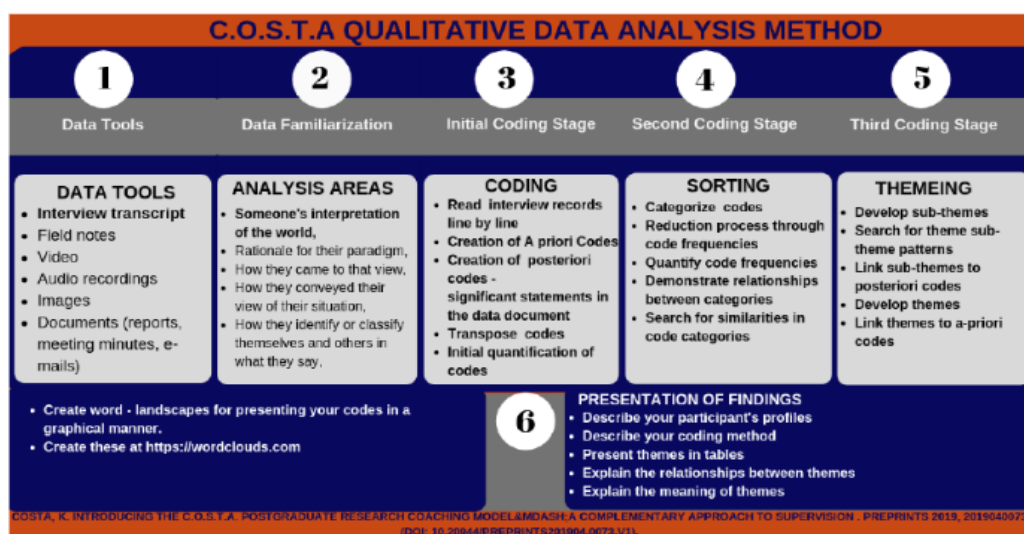 C.O.S.T.A QUALITATIVE DATA ANALYSIS METHOD
1
2
3
4
5
Data Tools
Data Familiarization
Initial Coding Stage
Second Coding Stage
Third Coding Stage
DATA TOOLS
• Interview transcript
• Field notes
• Video
• Audio recordings
• Images
• Documents (reports,
meeting minutes, e-
mails)
ANALYSIS AREAS
• Someone's interpretation
of the world,
• Rationale for their paradigm,
• How they came to that view,
• How they conveyed their
view of their situation,
• How they identify or classify
themselves and others in
what they say.
CODING
• Read interview records
line by line
• Creation of A priori Codes
• Creation of posteriori
codes -
significant statements in
the data document
• Transpose codes
• Initial quantification of
codes
SORTING
• Categorize codes
• Reduction process through
code frequencies
• Quantify code frequencies
• Demonstrate relationships
between categories
• Search for similarities in
code categories
THEMEING
• Develop sub-themes
• Search for theme sub-
theme patterns
• Link sub-themes to
posteriori codes
• Develop themes
• Link themes to a-priori
codes
• Create word - landscapes for presenting your codes in a
graphical manner.
• Create these at https://wordclouds.com
6
PRESENTATION OF FINDINGS
• Describe your participant's profiles
• Describe your coding method
• Present themes in tables
• Explain the relationships between themes
• Explain the meaning of themes
COSTA, K. INTRODUCING THE C.O.S.T.A. POSTGRADUATE RESEARCH COACHING MODEL&MDASH;A COMPLEMENTARY APPROACH TO SUPERVISION . PREPRINTS 2019, 2019040073
(DOI: 10.20944/PREPRINTS201904.0073.V1).